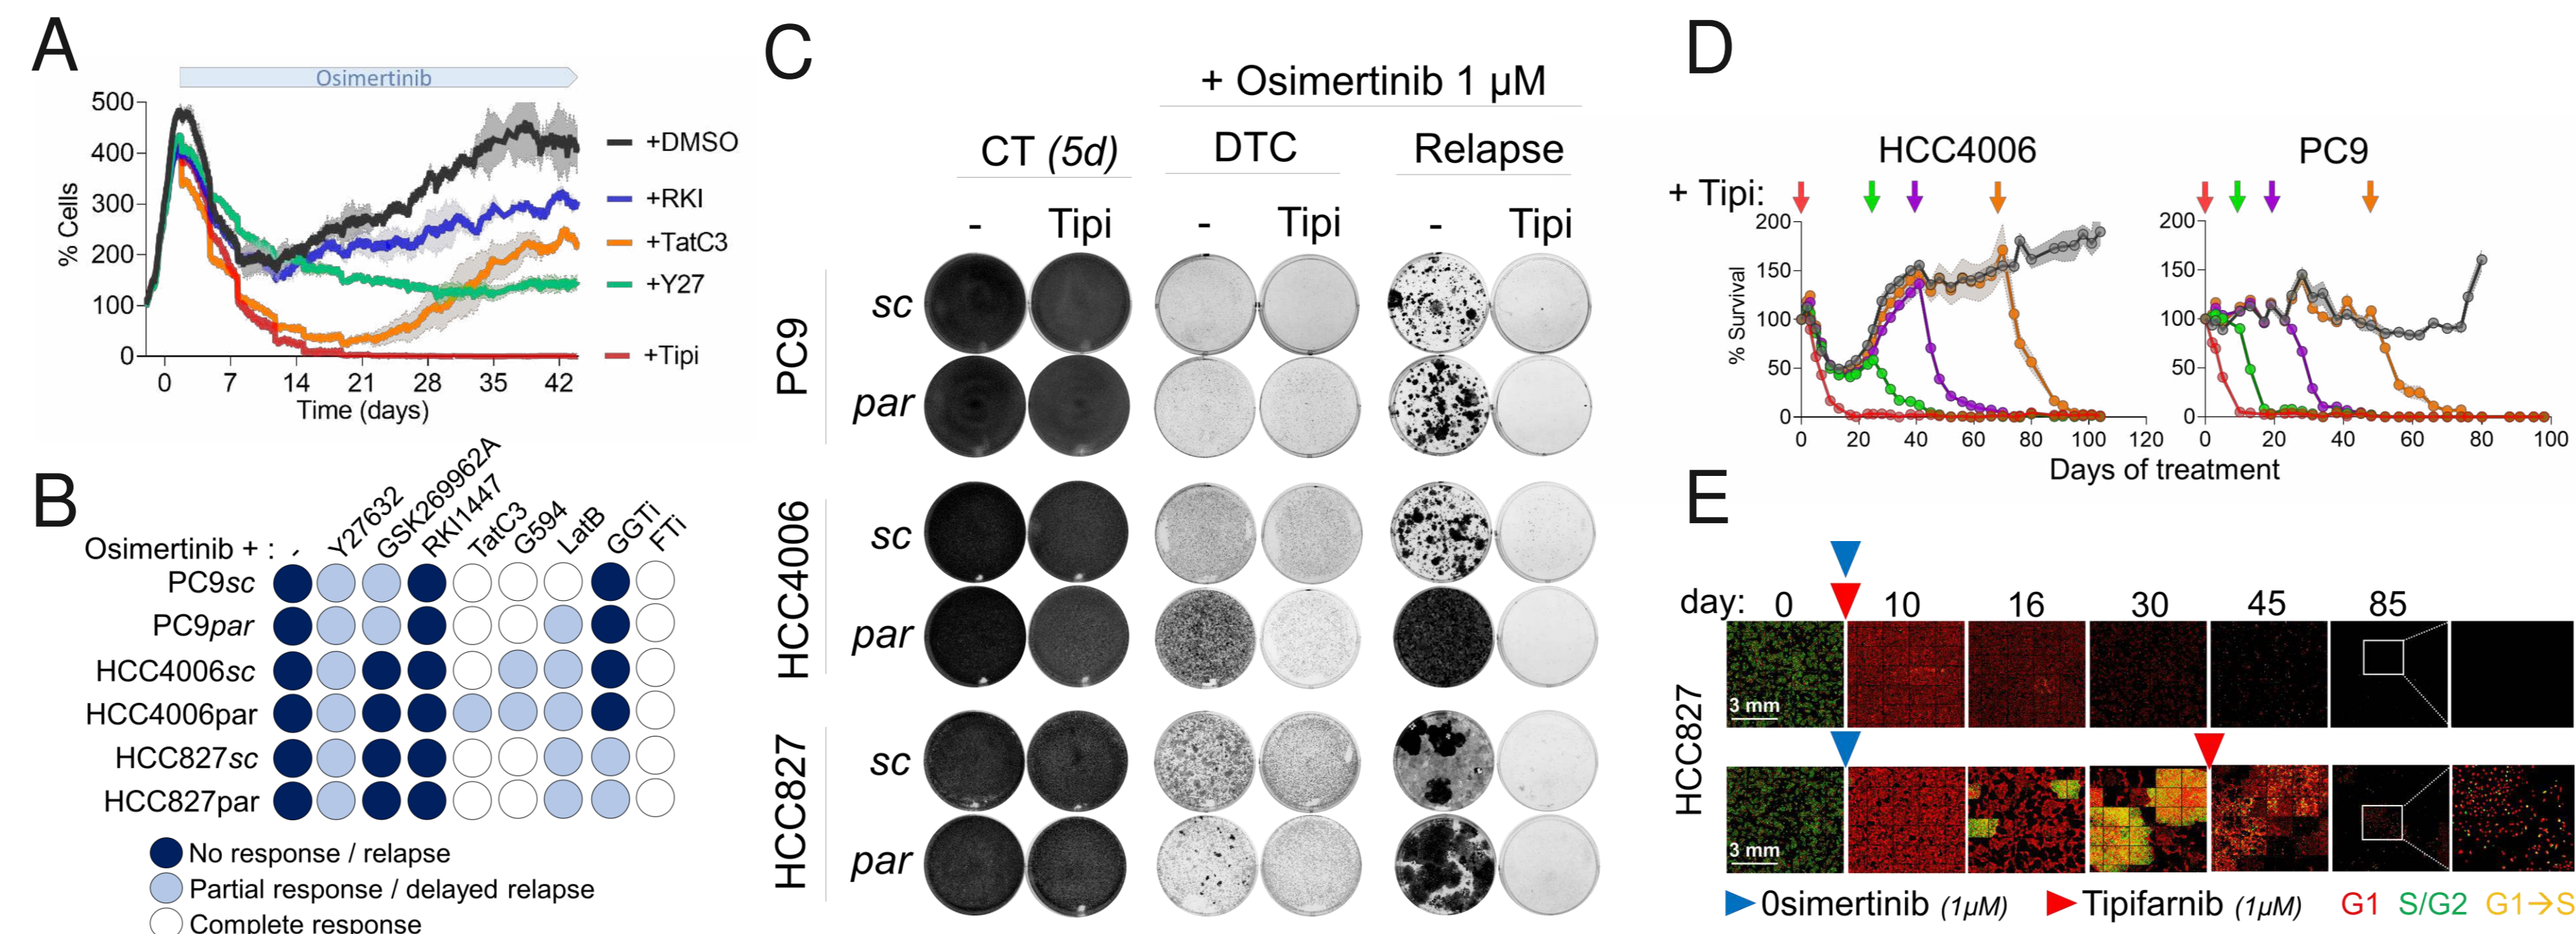 A
Osimertinib
% Cells
500
400
300
200
100
0
0 7 14 21 28 35 42
Time (days)
+DMSO
+RKI
+TatC3
+Y27
+Tipi
B
Osimertinib + :
- Y27632 GSK269962A RKI1447 TatC3 G594 LatB GGTi FTi
PC9sc
PC9par
HCC4006sc
HCC4006par
HCC827sc
HCC827par
No response / relapse
Partial response / delayed relapse
Complete response
C
+ Osimertinib 1 µM
CT (5d) DTC Relapse
- Tipi - Tipi - Tipi
PC9
sc
par
HCC4006
sc
par
HCC827
sc
par
D
HCC4006 PC9
+ Tipi:
% Survival
200
150
100
50
0
0 20 40 60 80 100 120
200
150
100
50
0
0 20 40 60 80 100
Days of treatment
E
day: 0 10 16 30 45 85
HCC827
3 mm
3 mm
0simertinib (1µM) Tipifarnib (1µM) G1 S/G2 G1→S